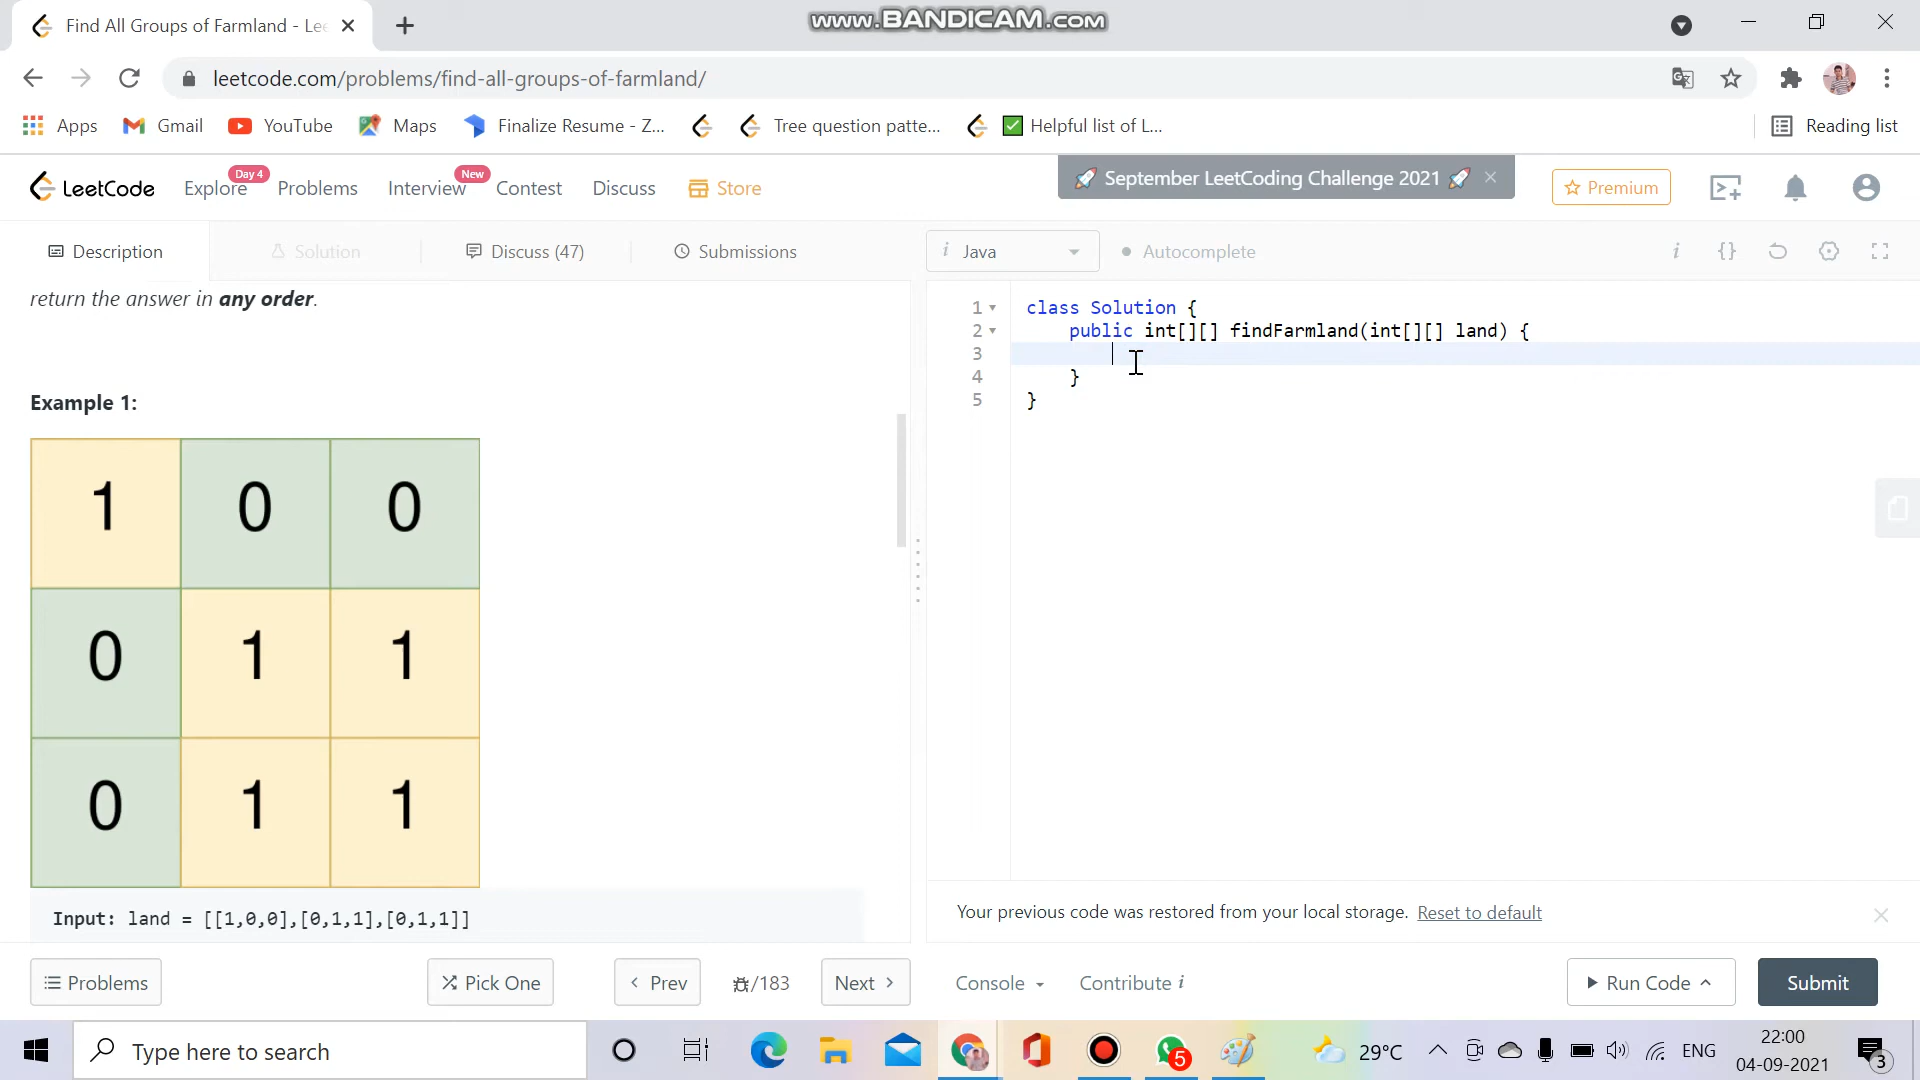 Find All Groups of Farmland - Lee
www.BANDICAM.com
leetcode.com/problems/find-all-groups-of-farmland/
Apps
Gmail
YouTube
Maps
Finalize Resume - Z...
Tree question patte...
Helpful list of L...
Reading list
LeetCode
Explore
Day 4
Problems
Interview
New
Contest
Discuss
Store
September LeetCoding Challenge 2021
Premium
Description
Solution
Discuss (47)
Submissions
i Java
Autocomplete
i {}
return the answer in any order.
Example 1:
1 0 0
0 1 1
0 1 1
Input: land = [[1,0,0],[0,1,1],[0,1,1]]
1 class Solution {
2 public int[][] findFarmland(int[][] land) {
3
4 }
5 }
Your previous code was restored from your local storage. Reset to default
Problems
Pick One
Prev
/183
Next
Console
Contribute i
Run Code
Submit
Type here to search
5
29°C
ENG
22:00
04-09-2021
3